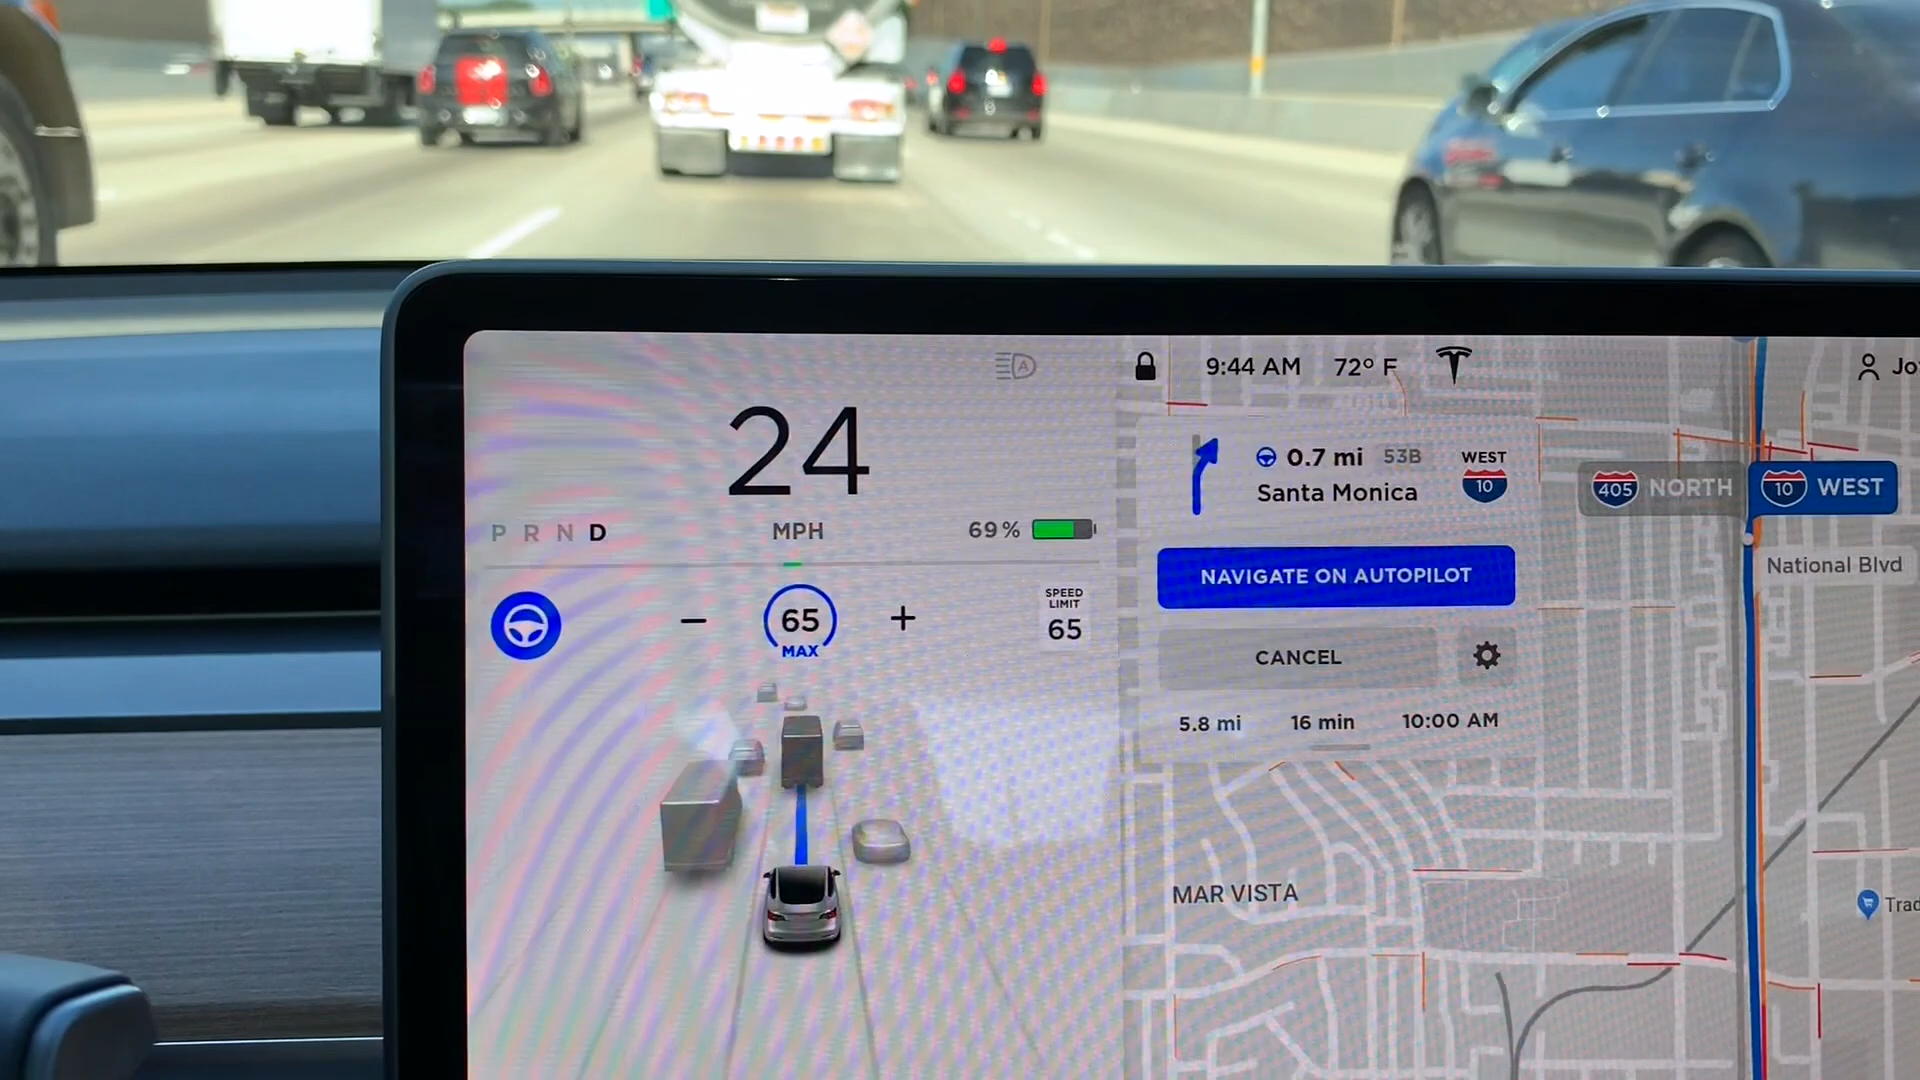 9:44 AM 72° F Jo
24
MPH
P R N D
69 %
65
MAX
SPEED
LIMIT
65
0.7 mi 53B
Santa Monica
WEST
10
NAVIGATE ON AUTOPILOT
CANCEL
5.8 mi 16 min 10:00 AM
405 NORTH
10 WEST
National Blvd
MAR VISTA
Trad